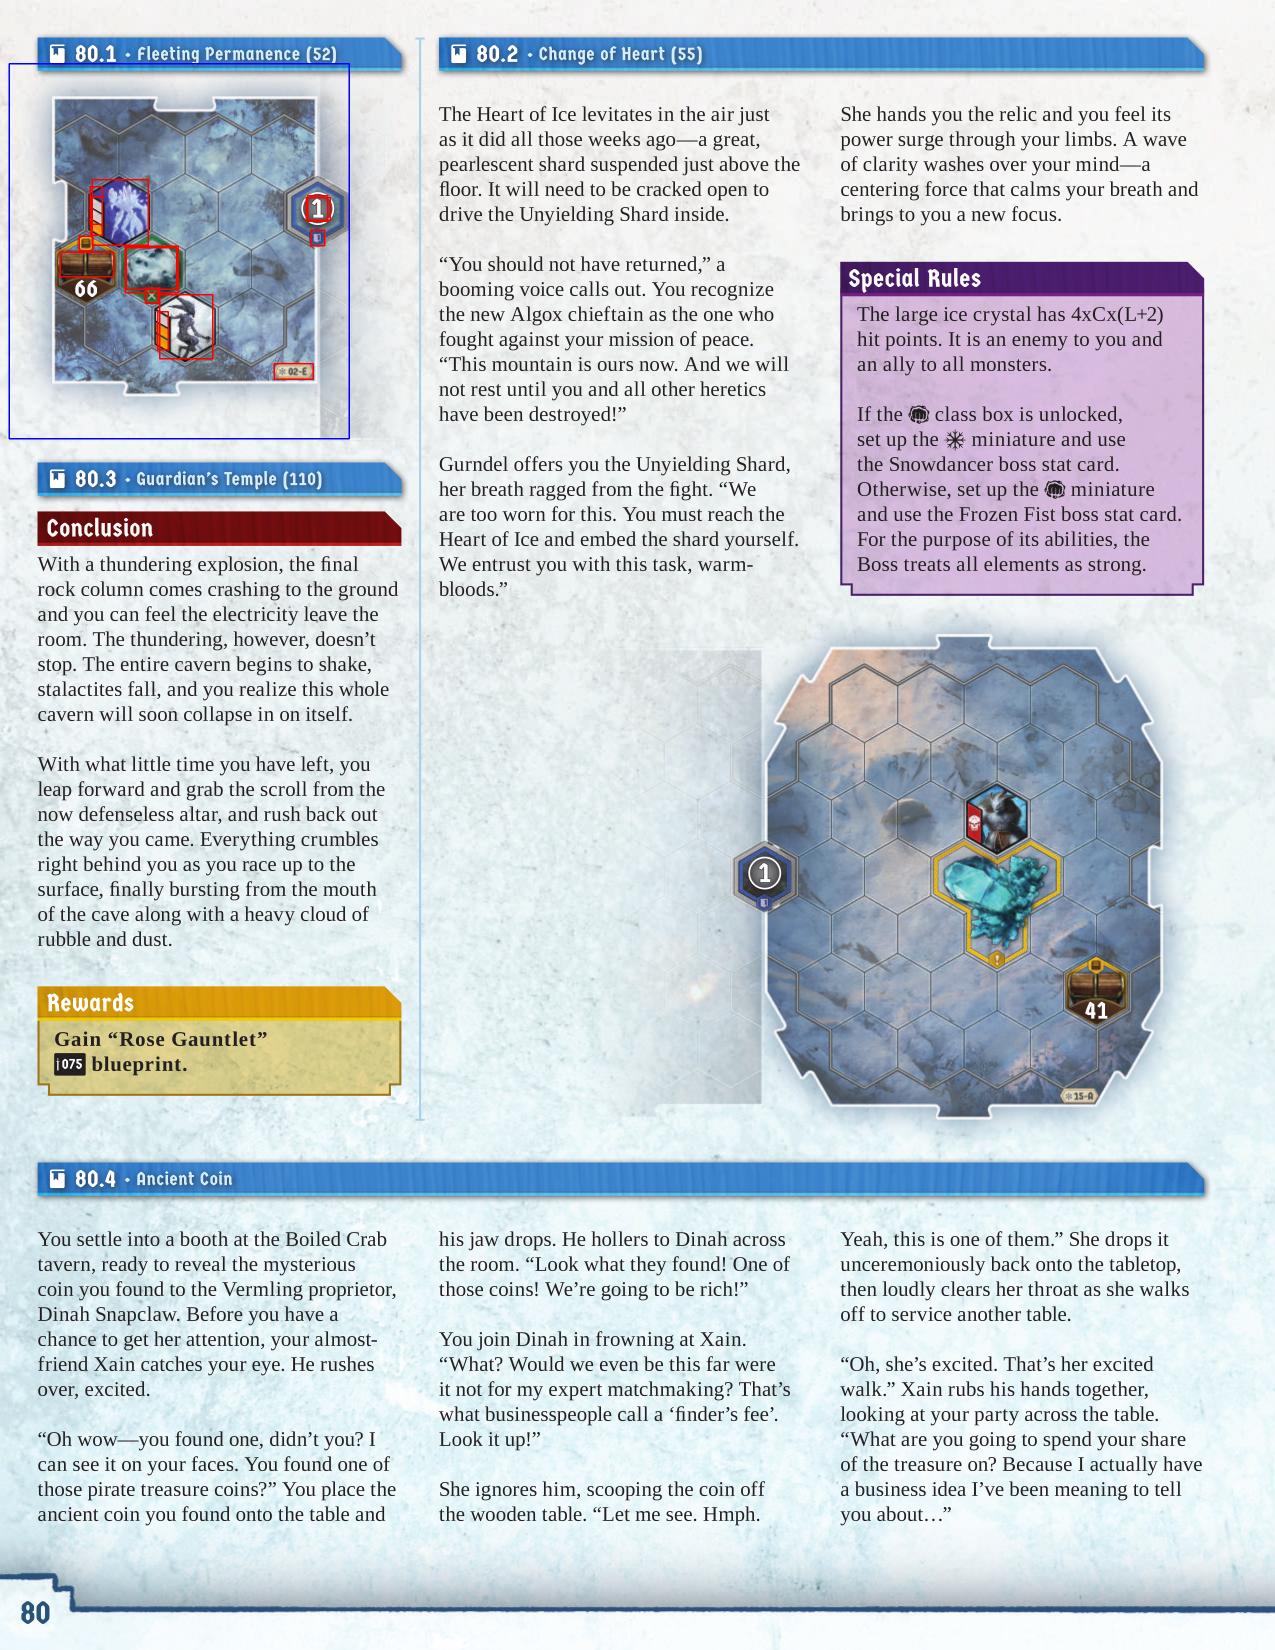 80.1 • Fleeting Permanence (52)
1
66
02-E
80.3 • Guardian’s Temple (110)
Conclusion
With a thundering explosion, the final
rock column comes crashing to the ground
and you can feel the electricity leave the
room. The thundering, however, doesn’t
stop. The entire cavern begins to shake,
stalactites fall, and you realize this whole
cavern will soon collapse in on itself.
With what little time you have left, you
leap forward and grab the scroll from the
now defenseless altar, and rush back out
the way you came. Everything crumbles
right behind you as you race up to the
surface, finally bursting from the mouth
of the cave along with a heavy cloud of
rubble and dust.
Rewards
Gain “Rose Gauntlet”
075 blueprint.
80.2 • Change of Heart (55)
The Heart of Ice levitates in the air just
as it did all those weeks ago—a great,
pearlescent shard suspended just above the
floor. It will need to be cracked open to
drive the Unyielding Shard inside.
“You should not have returned,” a
booming voice calls out. You recognize
the new Algox chieftain as the one who
fought against your mission of peace.
“This mountain is ours now. And we will
not rest until you and all other heretics
have been destroyed!”
Gurndel offers you the Unyielding Shard,
her breath ragged from the fight. “We
are too worn for this. You must reach the
Heart of Ice and embed the shard yourself.
We entrust you with this task, warm-
bloods.”
She hands you the relic and you feel its
power surge through your limbs. A wave
of clarity washes over your mind—a
centering force that calms your breath and
brings to you a new focus.
Special Rules
The large ice crystal has 4xCx(L+2)
hit points. It is an enemy to you and
an ally to all monsters.
If the class box is unlocked,
set up the miniature and use
the Snowdancer boss stat card.
Otherwise, set up the miniature
and use the Frozen Fist boss stat card.
For the purpose of its abilities, the
Boss treats all elements as strong.
1
41
15-A
80.4 • Ancient Coin
You settle into a booth at the Boiled Crab
tavern, ready to reveal the mysterious
coin you found to the Vermling proprietor,
Dinah Snapclaw. Before you have a
chance to get her attention, your almost-
friend Xain catches your eye. He rushes
over, excited.
“Oh wow—you found one, didn’t you? I
can see it on your faces. You found one of
those pirate treasure coins?” You place the
ancient coin you found onto the table and
his jaw drops. He hollers to Dinah across
the room. “Look what they found! One of
those coins! We’re going to be rich!”
You join Dinah in frowning at Xain.
“What? Would we even be this far were
it not for my expert matchmaking? That’s
what businesspeople call a ‘finder’s fee’.
Look it up!”
She ignores him, scooping the coin off
the wooden table. “Let me see. Hmph.
Yeah, this is one of them.” She drops it
unceremoniously back onto the tabletop,
then loudly clears her throat as she walks
off to service another table.
“Oh, she’s excited. That’s her excited
walk.” Xain rubs his hands together,
looking at your party across the table.
“What are you going to spend your share
of the treasure on? Because I actually have
a business idea I’ve been meaning to tell
you about…”
80